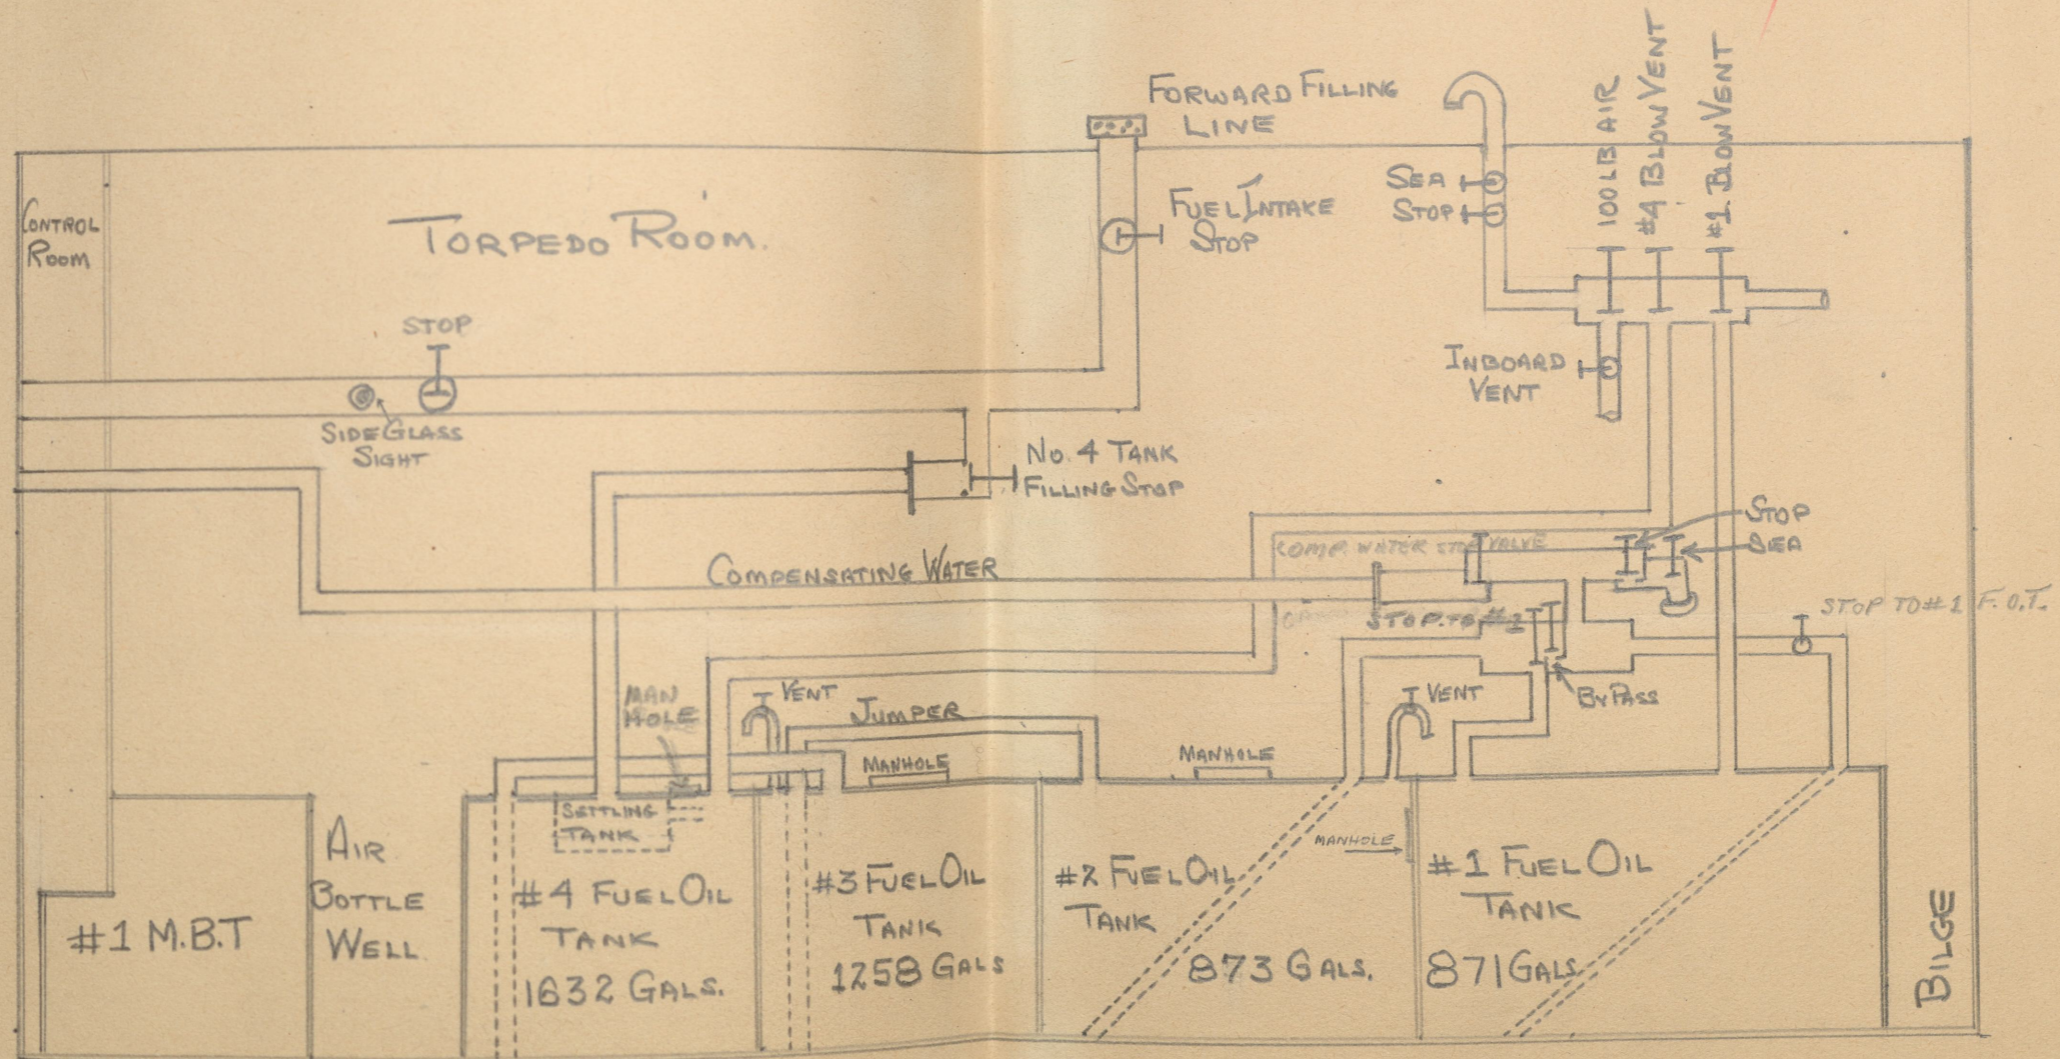 FORWARD FILLING
LINE
100 LB AIR
#4 BLOW VENT
#1 BLOW VENT
CONTROL
ROOM
TORPEDO ROOM.
FUEL INTAKE
STOP
SEA
STOP
STOP
SIDE GLASS
SIGHT
INBOARD
VENT
No. 4 TANK
FILLING STOP
STOP
SEA
COMP. WATER STOP VALVE
COMPENSATING WATER
STOP TO #2
STOP TO #1 F.O.T.
BY PASS
MAN
HOLE
VENT
JUMPER
MANHOLE
MANHOLE
VENT
SETTLING
TANK
MANHOLE
#1 M.B.T
AIR
BOTTLE
WELL
#4 FUEL OIL
TANK
1632 GALS.
#3 FUEL OIL
TANK
1258 GALS
#2 FUEL OIL
TANK
873 GALS.
#1 FUEL OIL
TANK
871 GALS.
BILGE